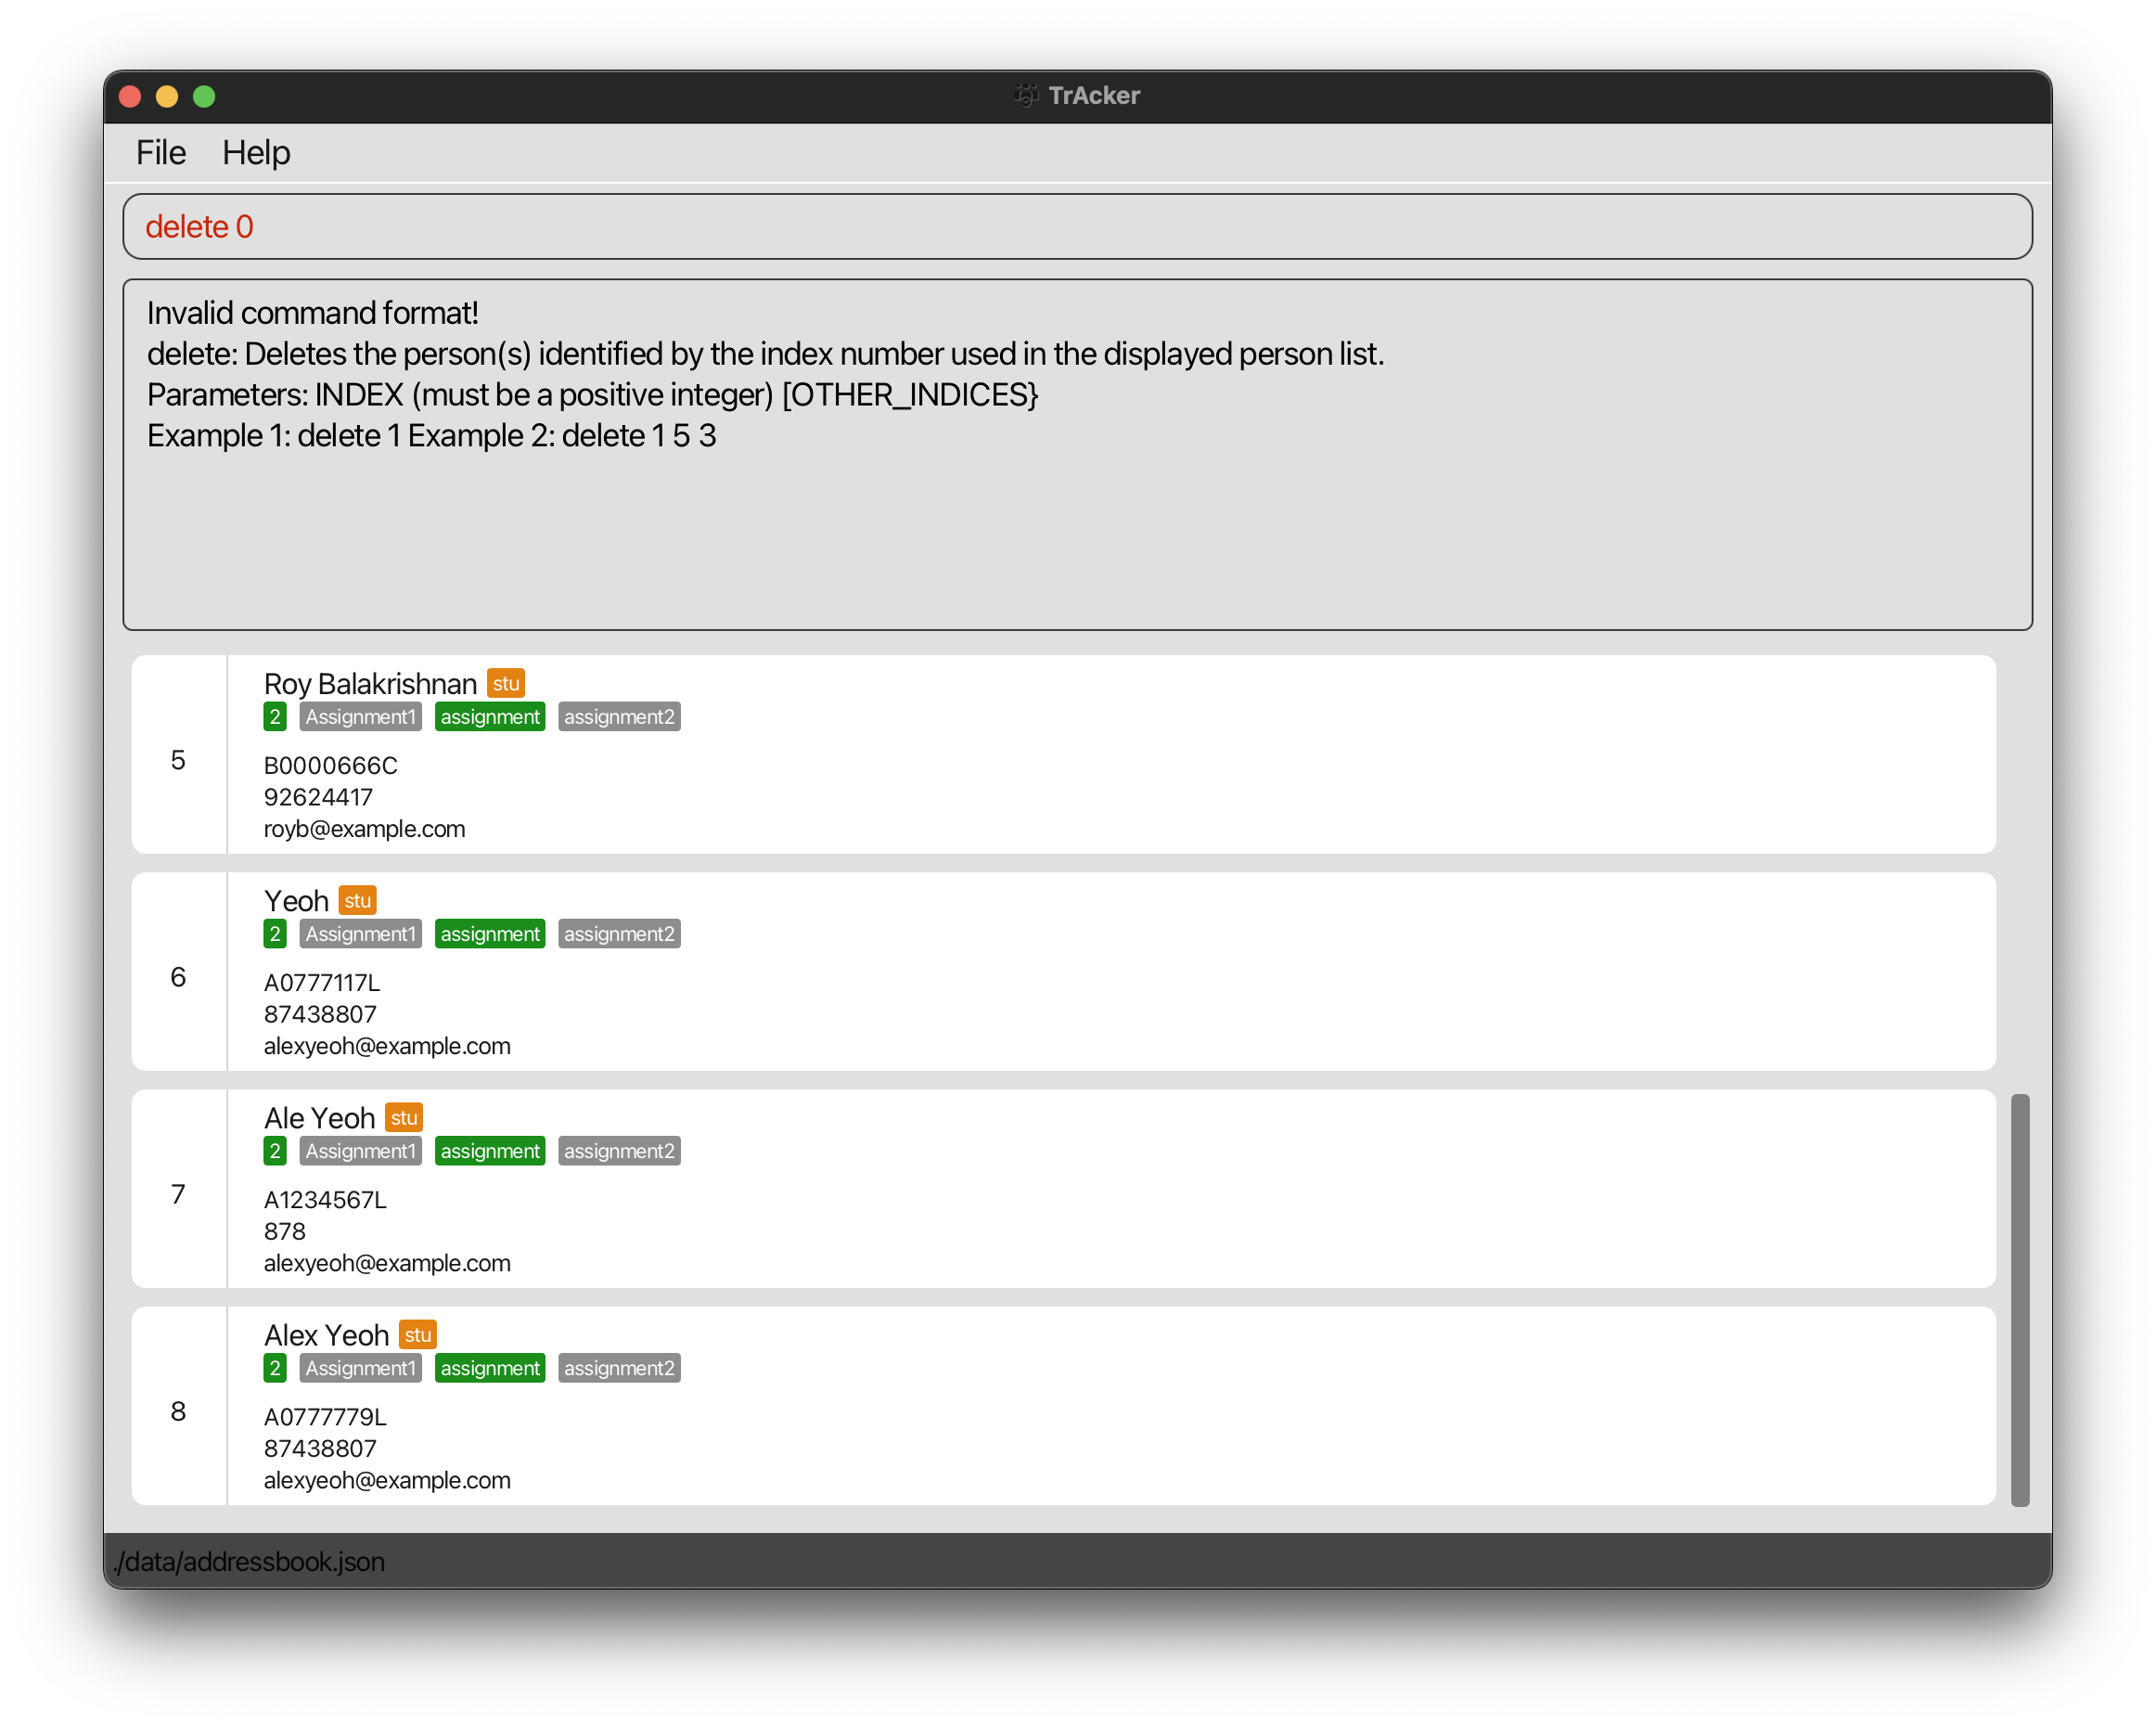 TrAcker
File Help
delete 0
Invalid command format!
delete: Deletes the person(s) identified by the index number used in the displayed person list.
Parameters: INDEX (must be a positive integer) [OTHER_INDICES}
Example 1: delete 1 Example 2: delete 1 5 3
5
Roy Balakrishnan stu
2 Assignment1 assignment assignment2
B0000666C
92624417
royb@example.com
6
Yeoh stu
2 Assignment1 assignment assignment2
A0777117L
87438807
alexyeoh@example.com
7
Ale Yeoh stu
2 Assignment1 assignment assignment2
A1234567L
878
alexyeoh@example.com
8
Alex Yeoh stu
2 Assignment1 assignment assignment2
A0777779L
87438807
alexyeoh@example.com
./data/addressbook.json